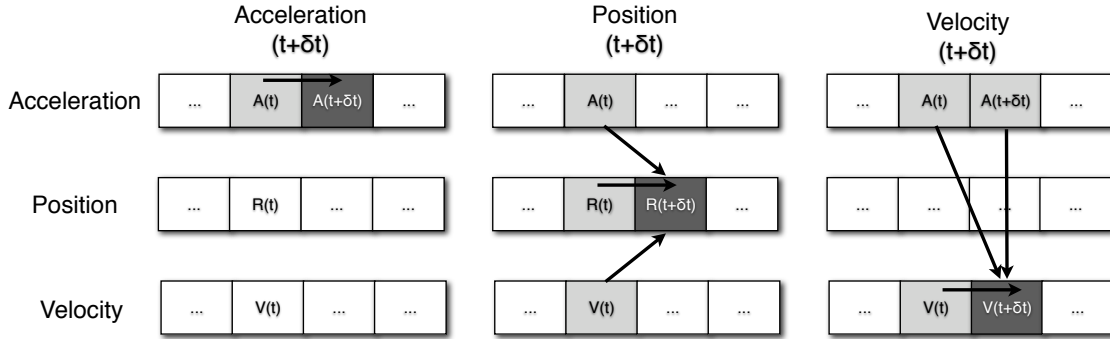 Acceleration Position Velocity
(t+δt) (t+δt) (t+δt)
Acceleration ... A(t) A(t+δt) ... ... A(t) ... ... ... A(t) A(t+δt) ...
Position ... R(t) ... ... ... R(t) R(t+δt) ... ... ... ... ...
Velocity ... V(t) ... ... ... V(t) ... ... ... V(t) V(t+δt) ...